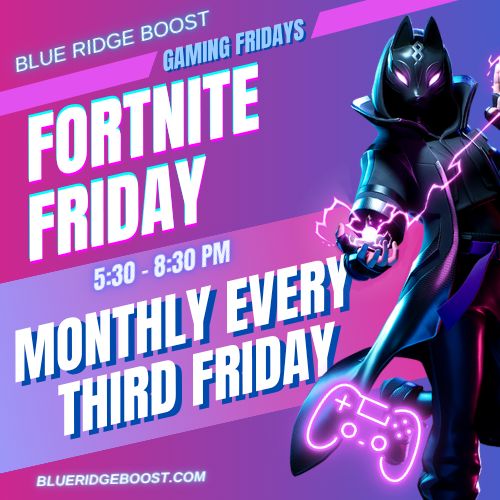 BLUE RIDGE BOOST
GAMING FRIDAYS
FORTNITE
FRIDAY
5:30 - 8:30 PM
MONTHLY EVERY
THIRD FRIDAY
BLUERIDGEBOOST.COM